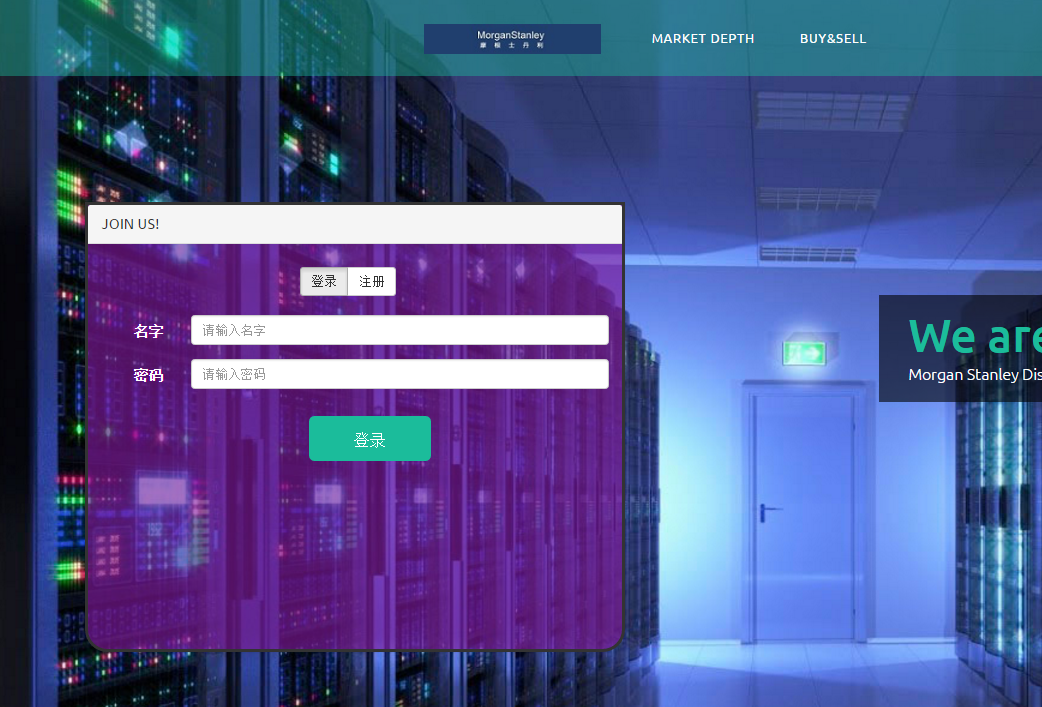 MorganStanley
摩根士丹利
MARKET DEPTH
BUY&SELL
JOIN US!
登录 注册
名字 请输入名字
密码 请输入密码
登录
We are
Morgan Stanley Dis